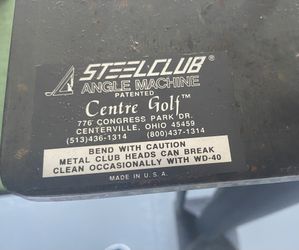 STEELCLUB®
ANGLE MACHINE
PATENTED
Centre Golf™
776 CONGRESS PARK DR.
CENTERVILLE, OHIO 45459
(513)436-1314 (800)437-1314
BEND WITH CAUTION
METAL CLUB HEADS CAN BREAK
CLEAN OCCASIONALLY WITH WD-40
MADE IN U.S.A.